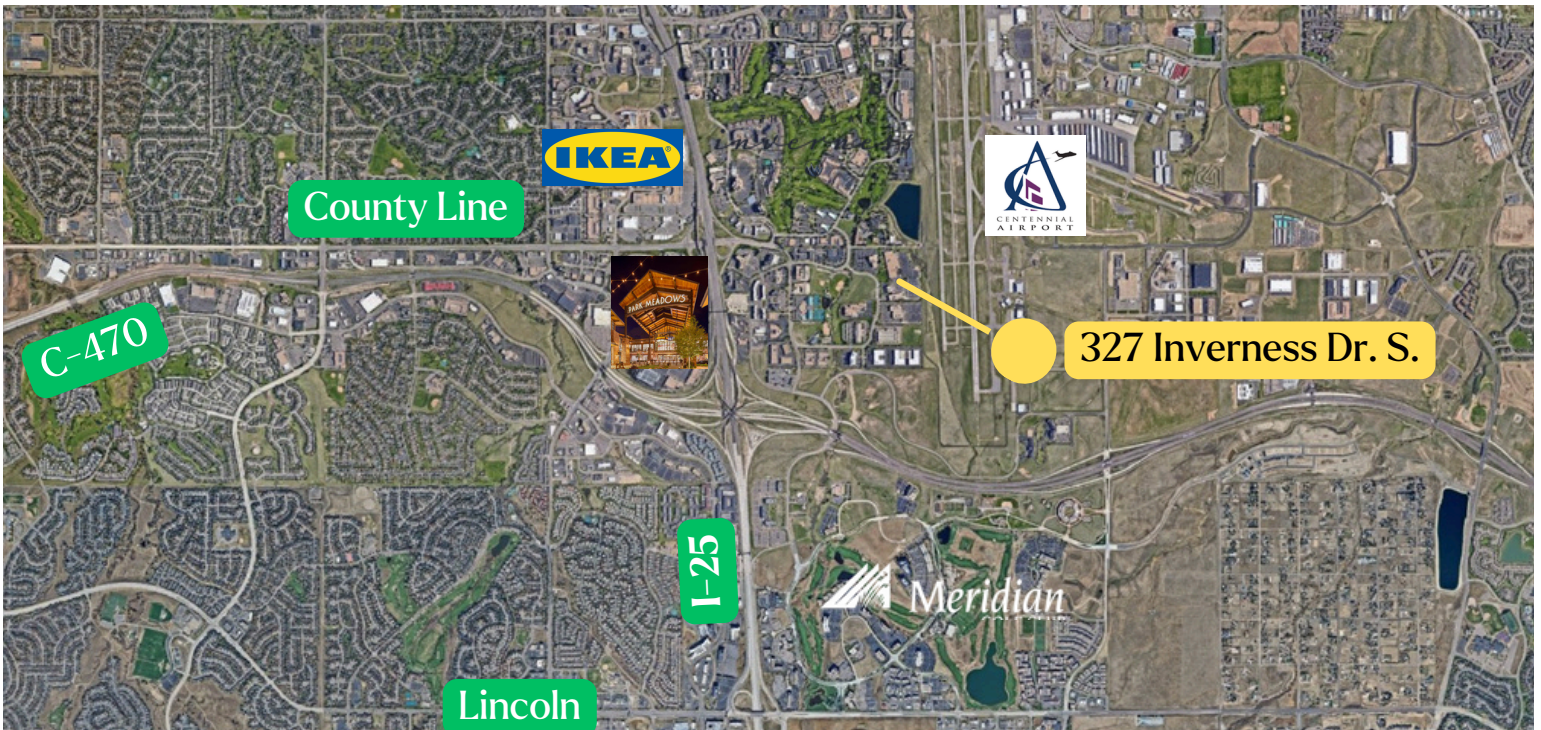 IKEA
®
County Line
CENTENNIAL
AIRPORT
PARK MEADOWS
C-470
327 Inverness Dr. S.
I-25
Meridian
Lincoln